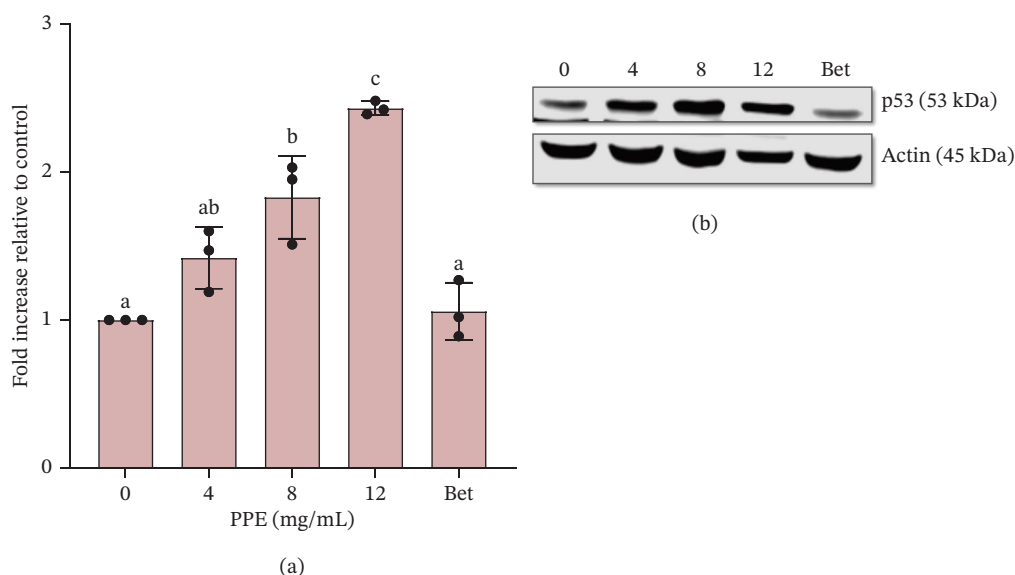 3
2
1
0
Fold increase relative to control
a
ab
b
c
a
0
4
8
12
Bet
PPE (mg/mL)
(a)
0
4
8
12
Bet
p53 (53 kDa)
Actin (45 kDa)
(b)